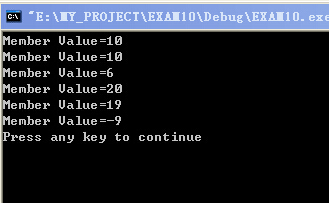 "E:\MY_PROJECT\EXAM10\Debug\EXAM10.exe
Member Value=10
Member Value=10
Member Value=6
Member Value=20
Member Value=19
Member Value=-9
Press any key to continue